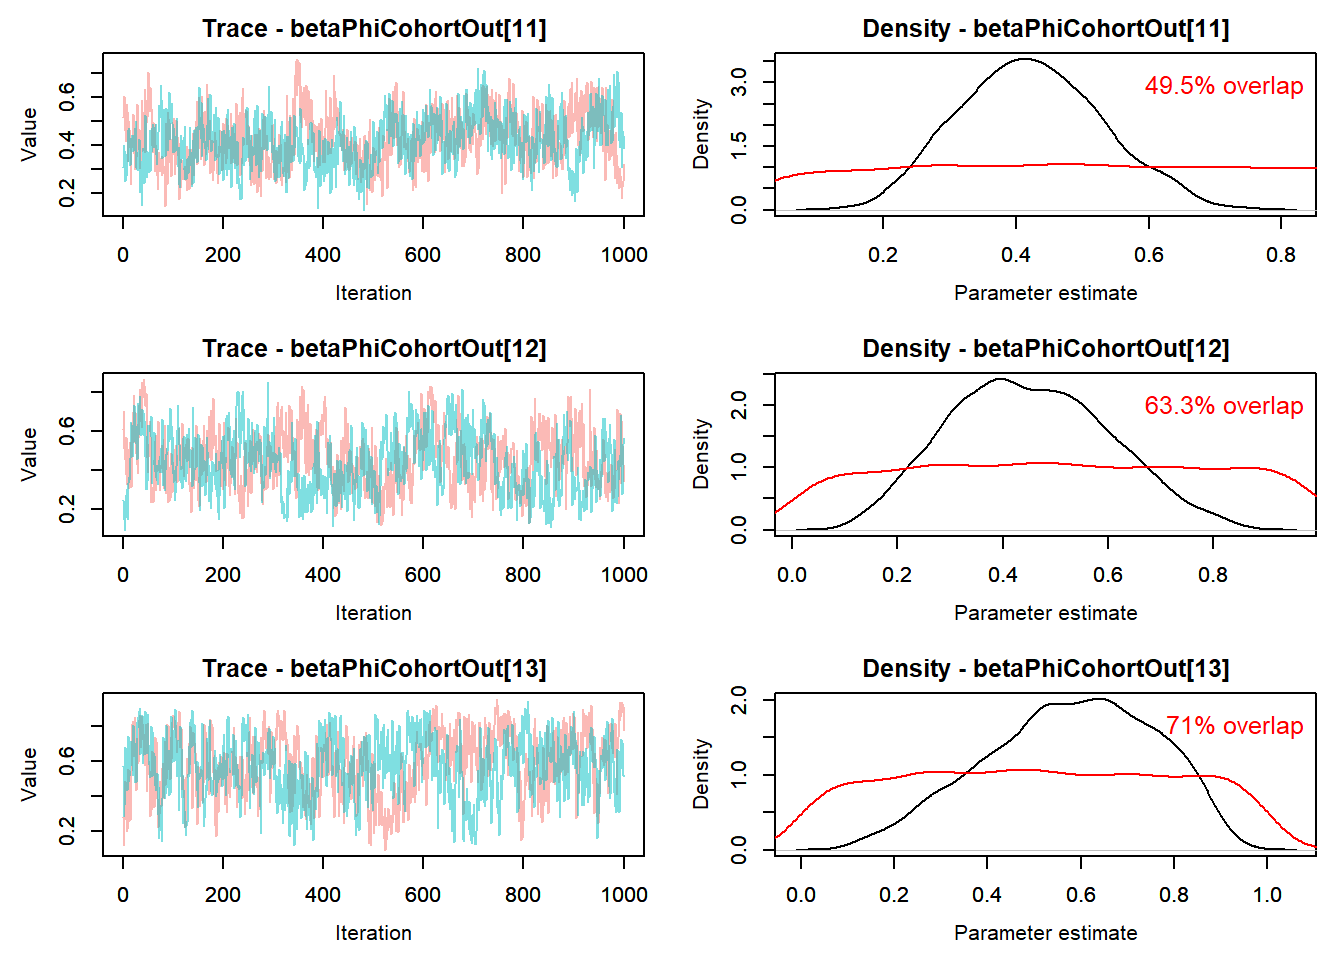 Trace - betaPhiCohortOut[11]
Value
0.2 0.4 0.6
0 200 400 600 800 1000
Iteration
Density - betaPhiCohortOut[11]
49.5% overlap
Density
0.0 1.5 3.0
0.2 0.4 0.6 0.8
Parameter estimate
Trace - betaPhiCohortOut[12]
Value
0.2 0.6
0 200 400 600 800 1000
Iteration
Density - betaPhiCohortOut[12]
63.3% overlap
Density
0.0 1.0 2.0
0.0 0.2 0.4 0.6 0.8
Parameter estimate
Trace - betaPhiCohortOut[13]
Value
0.2 0.6
0 200 400 600 800 1000
Iteration
Density - betaPhiCohortOut[13]
71% overlap
Density
0.0 1.0 2.0
0.0 0.2 0.4 0.6 0.8 1.0
Parameter estimate